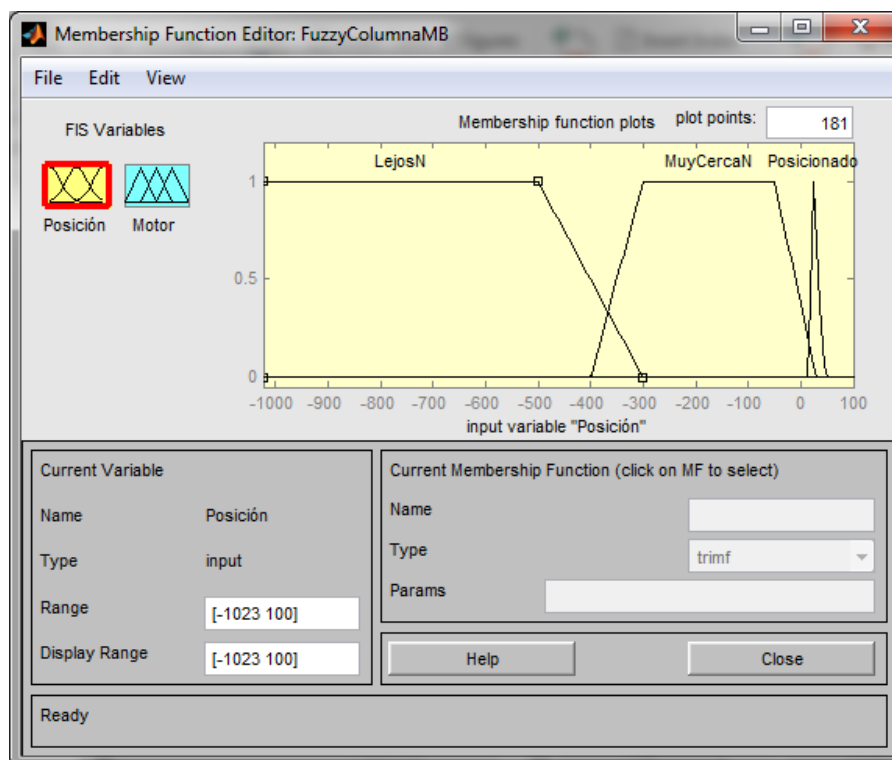 Membership Function Editor: FuzzyColumnaMB
File Edit View
FIS Variables
Membership function plots plot points: 181
Posición Motor
LejosN MuyCercaN Posicionado
1
0.5
0
-1000 -900 -800 -700 -600 -500 -400 -300 -200 -100 0 100
input variable "Posición"
Current Variable
Name Posición
Type input
Range [-1023 100]
Display Range [-1023 100]
Current Membership Function (click on MF to select)
Name
Type trimf
Params
Help Close
Ready